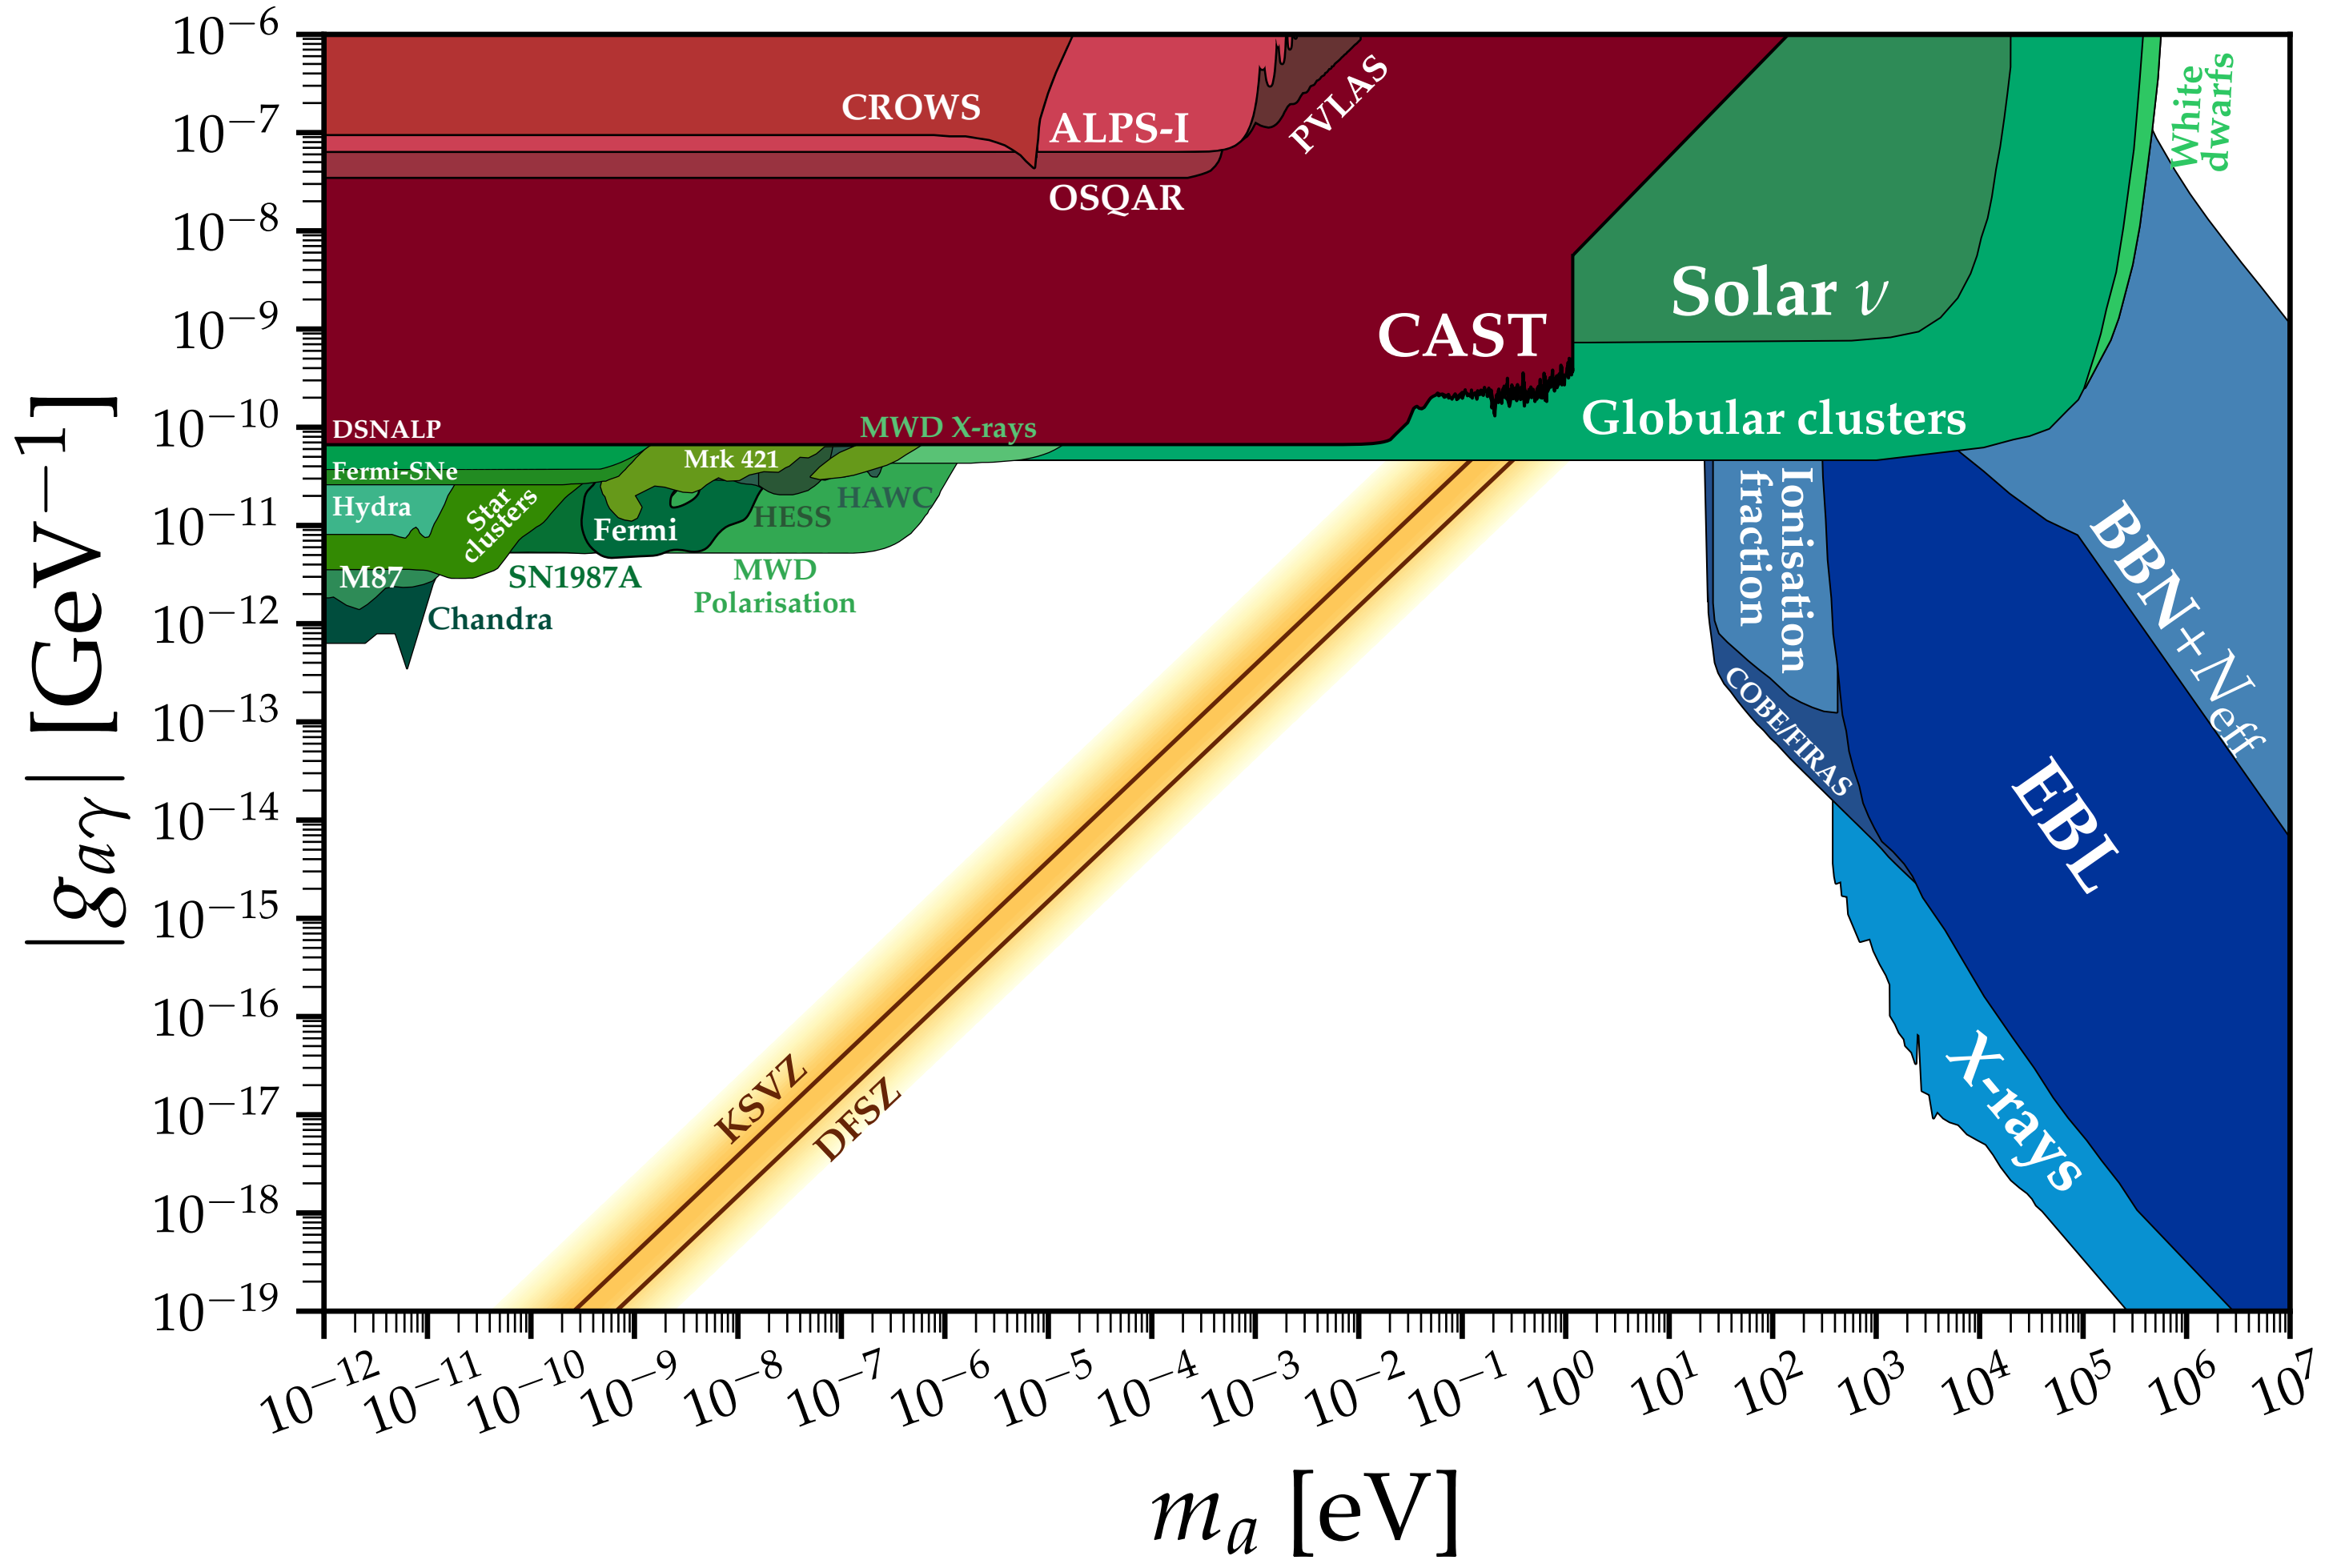 |g_{aγ}| [GeV^{−1}]
10^{−6}
10^{−7}
10^{−8}
10^{−9}
10^{−10}
10^{−11}
10^{−12}
10^{−13}
10^{−14}
10^{−15}
10^{−16}
10^{−17}
10^{−18}
10^{−19}
CROWS
ALPS-I
OSQAR
PVLAS
White
dwarfs
Solar ν
CAST
Globular clusters
DSNALP
MWD X-rays
Fermi-SNe
Mrk 421
Hydra
Star
clusters
Fermi
HESS
HAWC
M87
SN1987A
MWD
Polarisation
Chandra
Ionisation
fraction
COBE/FIRAS
BBN+N_{eff}
EBL
X-rays
KSVZ
DFSZ
10^{−12}
10^{−11}
10^{−10}
10^{−9}
10^{−8}
10^{−7}
10^{−6}
10^{−5}
10^{−4}
10^{−3}
10^{−2}
10^{−1}
10^{0}
10^{1}
10^{2}
10^{3}
10^{4}
10^{5}
10^{6}
10^{7}
m_a [eV]